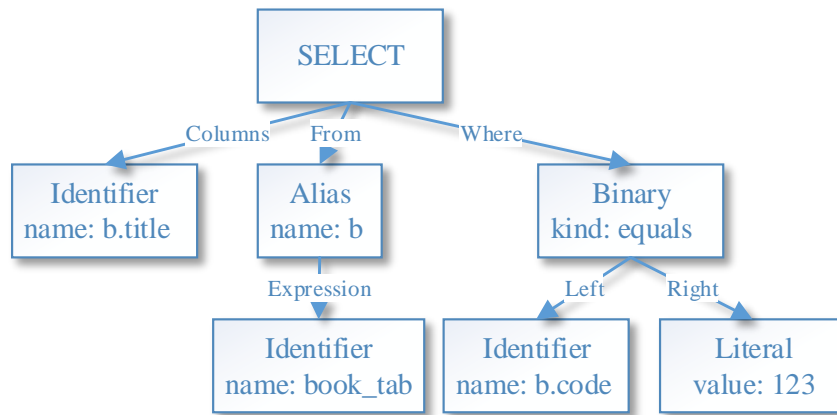 SELECT
Columns
From
Where
Identifier
name: b.title
Alias
name: b
Binary
kind: equals
Expression
Left
Right
Identifier
name: book_tab
Identifier
name: b.code
Literal
value: 123